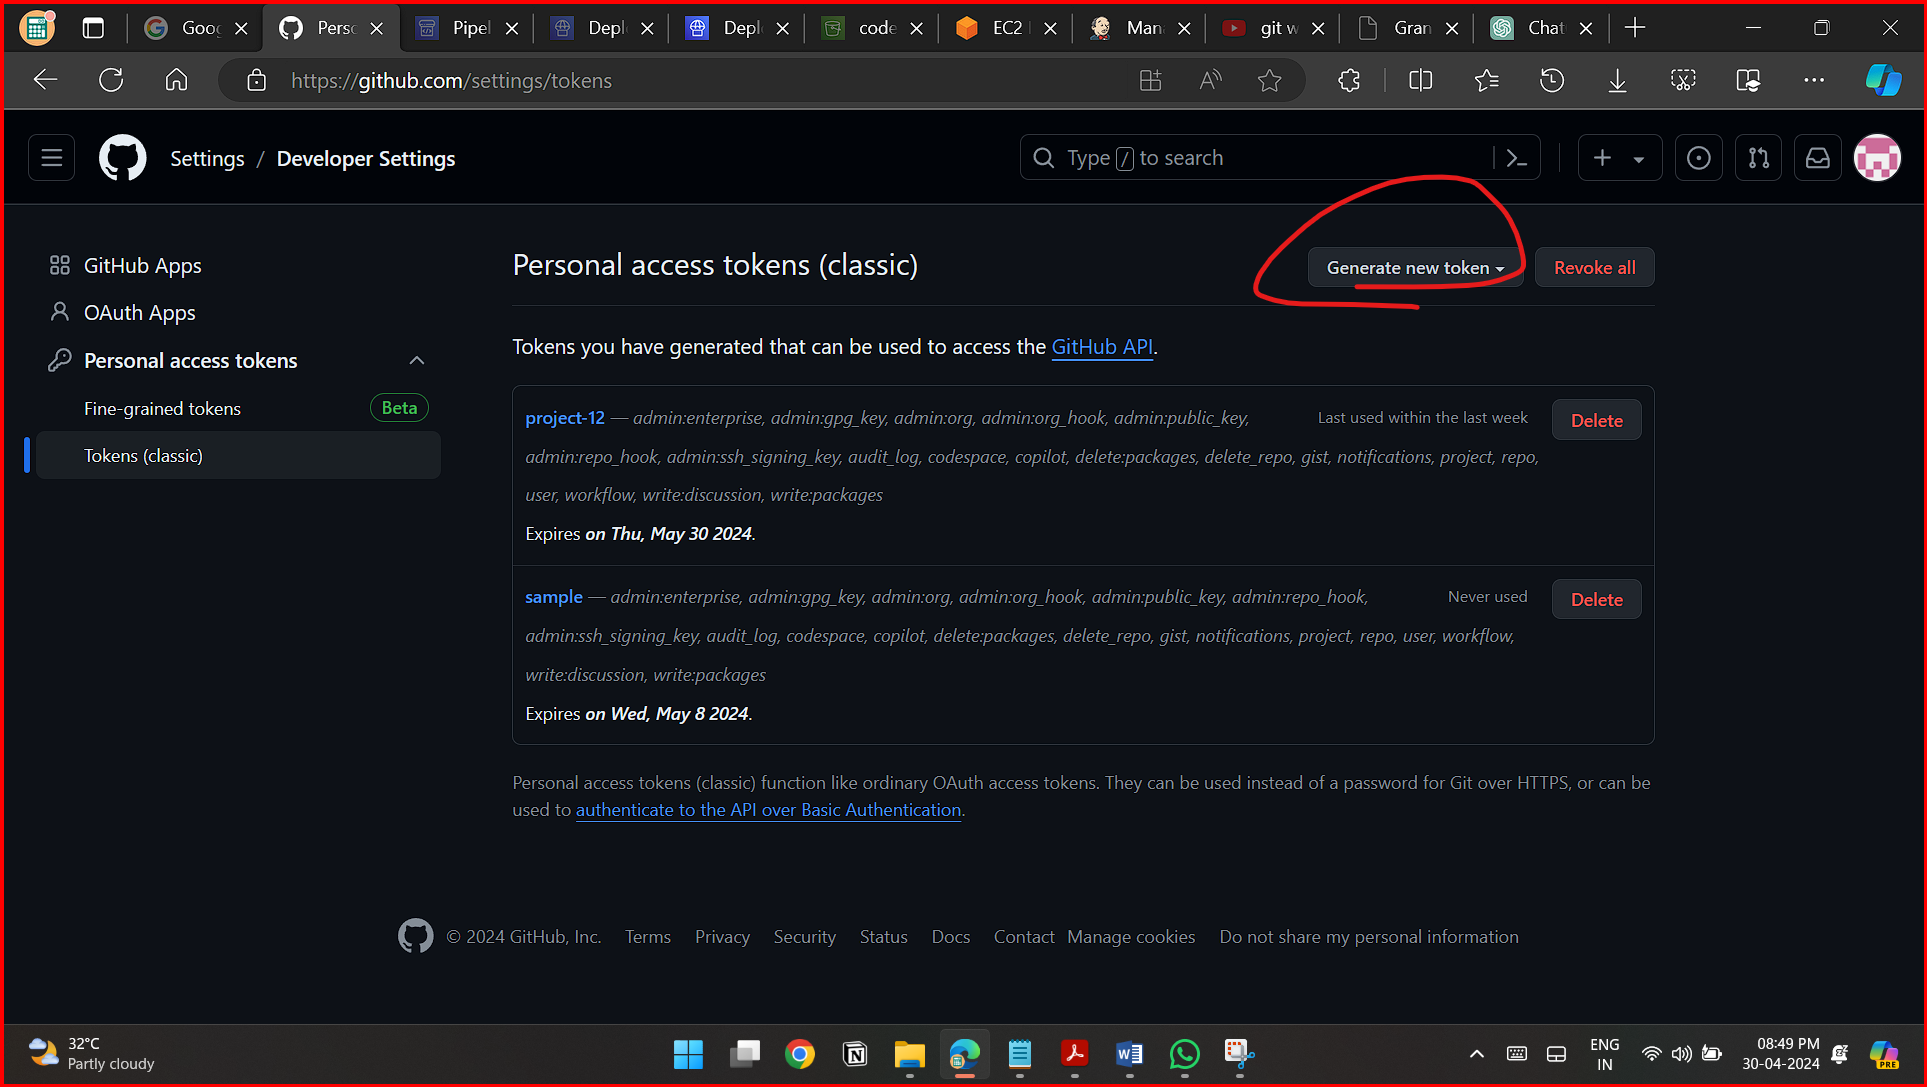 Goog
Perso
Pipel
Deplo
Deplo
code
EC2 I
Mana
git w
Gran
Chat
https://github.com/settings/tokens
Settings / Developer Settings
Type / to search
GitHub Apps
OAuth Apps
Personal access tokens
Fine-grained tokens Beta
Tokens (classic)
Personal access tokens (classic)
Generate new token
Revoke all
Tokens you have generated that can be used to access the GitHub API.
project-12 — admin:enterprise, admin:gpg_key, admin:org, admin:org_hook, admin:public_key, Last used within the last week Delete
admin:repo_hook, admin:ssh_signing_key, audit_log, codespace, copilot, delete:packages, delete_repo, gist, notifications, project, repo,
user, workflow, write:discussion, write:packages
Expires on Thu, May 30 2024.
sample — admin:enterprise, admin:gpg_key, admin:org, admin:org_hook, admin:public_key, admin:repo_hook, Never used Delete
admin:ssh_signing_key, audit_log, codespace, copilot, delete:packages, delete_repo, gist, notifications, project, repo, user, workflow,
write:discussion, write:packages
Expires on Wed, May 8 2024.
Personal access tokens (classic) function like ordinary OAuth access tokens. They can be used instead of a password for Git over HTTPS, or can be
used to authenticate to the API over Basic Authentication.
© 2024 GitHub, Inc. Terms Privacy Security Status Docs Contact Manage cookies Do not share my personal information
32°C
Partly cloudy
ENG
IN
08:49 PM
30-04-2024
PRE